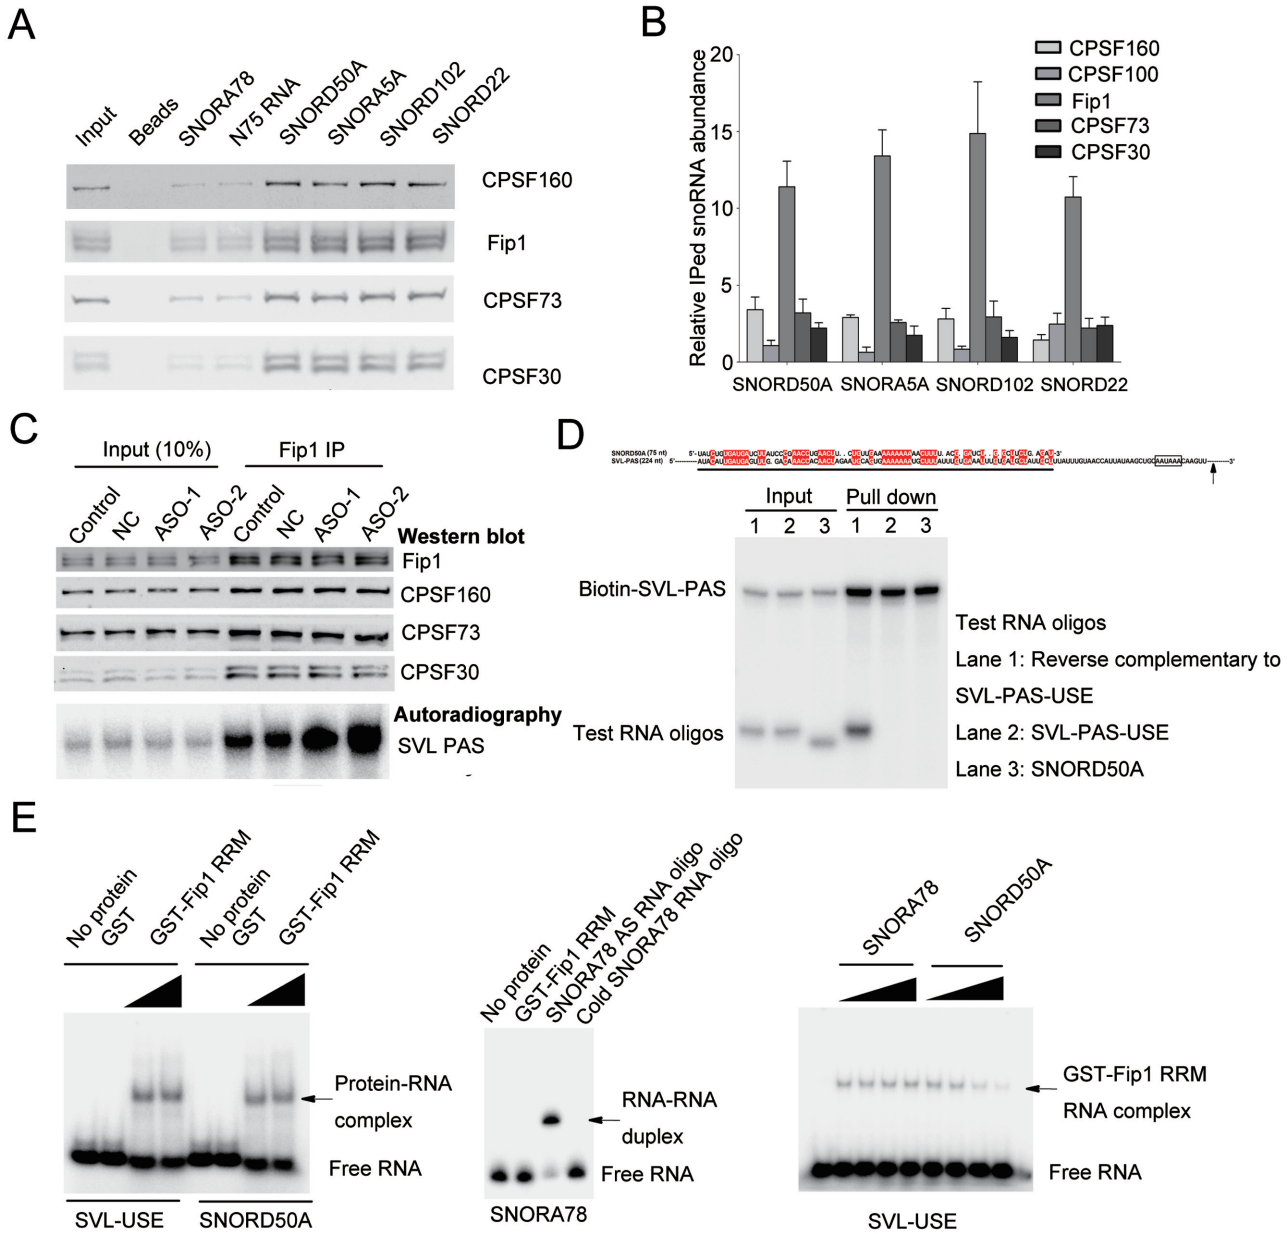 A
Input
Beads
SNORA78
N75 RNA
SNORD50A
SNORA5A
SNORD102
SNORD22
CPSF160
Fip1
CPSF73
CPSF30
B
Relative IPed snoRNA abundance
20
15
10
5
0
CPSF160
CPSF100
Fip1
CPSF73
CPSF30
SNORD50A SNORA5A SNORD102 SNORD22
C
Input (10%) Fip1 IP
Control
NC
ASO-1
ASO-2
Control
NC
ASO-1
ASO-2
Western blot
Fip1
CPSF160
CPSF73
CPSF30
Autoradiography
SVL PAS
D
SNORD50A (75 nt)
SVL-PAS (224 nt)
Input Pull down
1 2 3 1 2 3
Biotin-SVL-PAS
Test RNA oligos
Test RNA oligos
Lane 1: Reverse complementary to
SVL-PAS-USE
Lane 2: SVL-PAS-USE
Lane 3: SNORD50A
E
No protein
GST
GST-Fip1 RRM
No protein
GST
GST-Fip1 RRM
Protein-RNA
complex
Free RNA
SVL-USE SNORD50A
No protein
GST-Fip1 RRM
SNORA78 AS RNA oligo
Cold SNORA78 RNA oligo
RNA-RNA
duplex
Free RNA
SNORA78
SNORA78
SNORD50A
GST-Fip1 RRM
RNA complex
Free RNA
SVL-USE